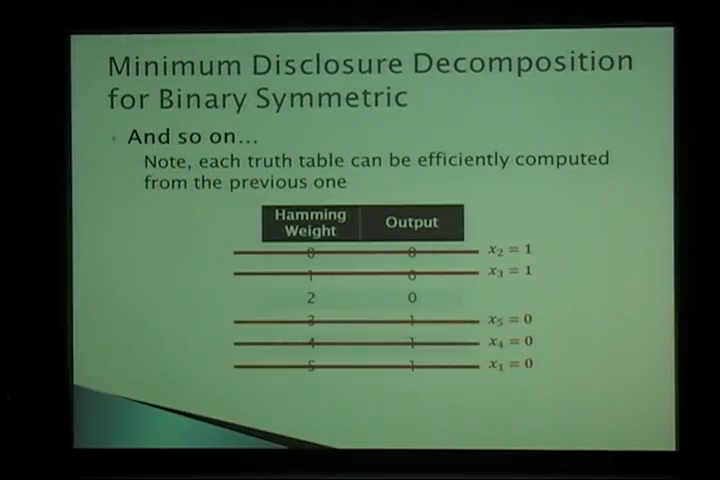 Minimum Disclosure Decomposition
for Binary Symmetric
And so on…
Note, each truth table can be efficiently computed
from the previous one
Hamming Weight Output
0 0 x₂ = 1
1 0 x₃ = 1
2 0
3 1 x₅ = 0
4 1 x₄ = 0
5 1 x₁ = 0